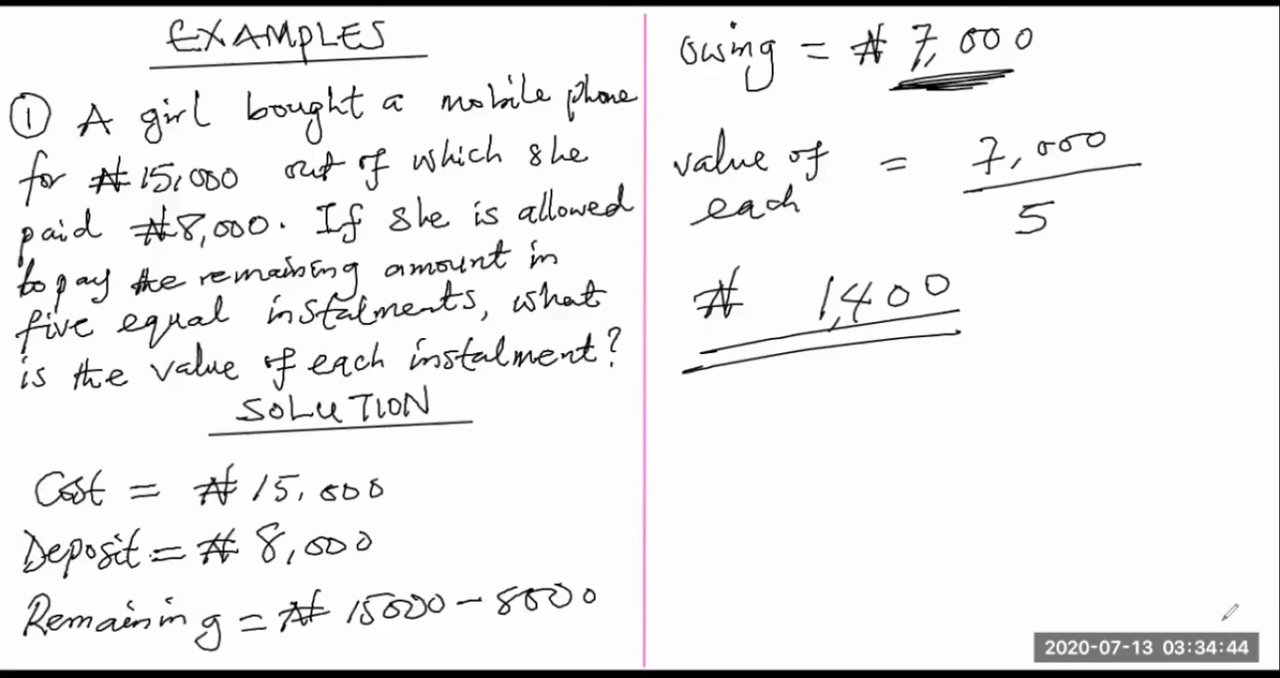 EXAMPLES
① A girl bought a mobile phone
for ₦15,000 out of which she
paid ₦8,000. If she is allowed
to pay the remaining amount in
five equal instalments, what
is the value of each instalment?
SOLUTION
Cost = ₦ 15,000
Deposit = ₦ 8,000
Remaining = ₦ 15000 - 8000
owing = ₦ 7,000
value of each = 7,000 / 5
₦ 1,400
2020-07-13 03:34:44